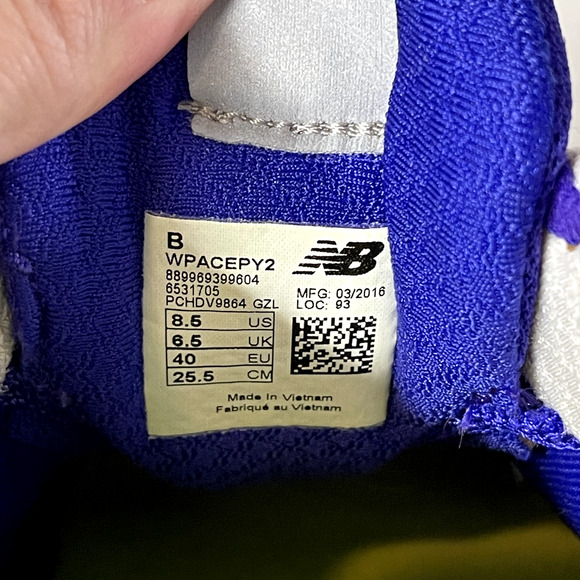 B
WPACEPY2
889969399604
6531705
PCHDV9864 GZL
NB
MFG: 03/2016
LOC: 93
8.5 US
6.5 UK
40 EU
25.5 CM
Made In Vietnam
Fabriqué au Vietnam